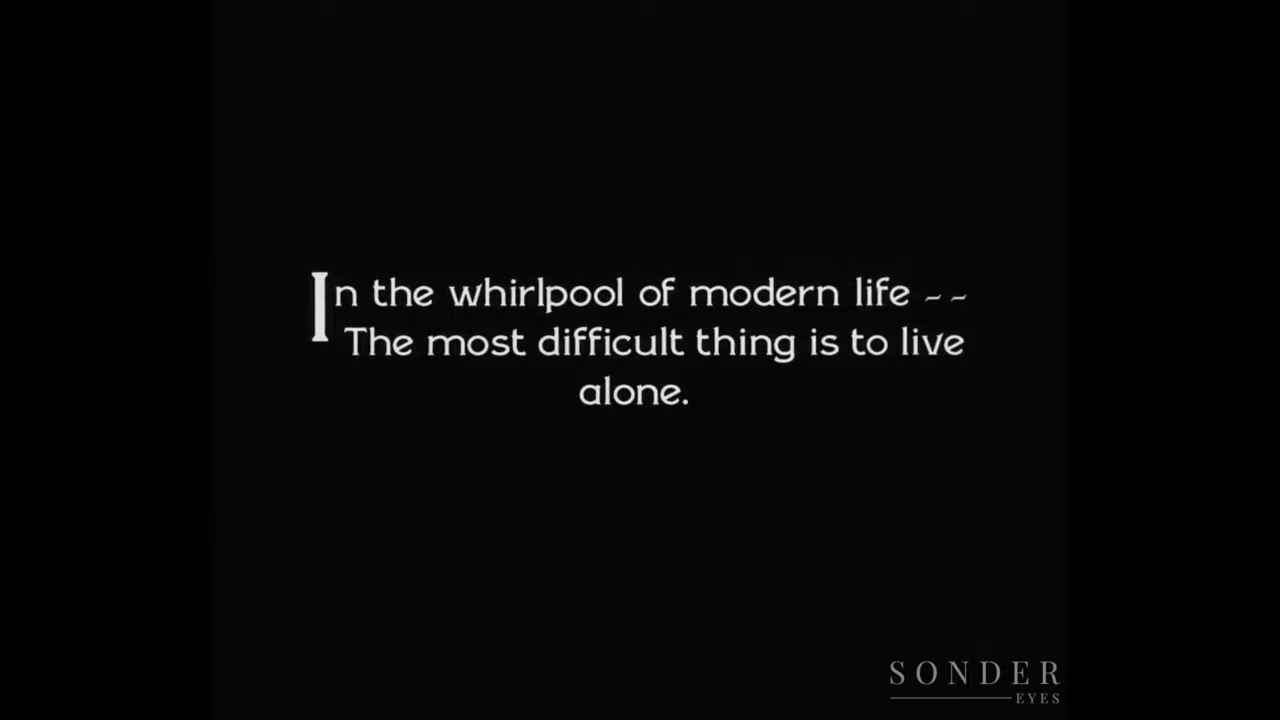 In the whirlpool of modern life - -
The most difficult thing is to live
alone.
SONDER
EYES